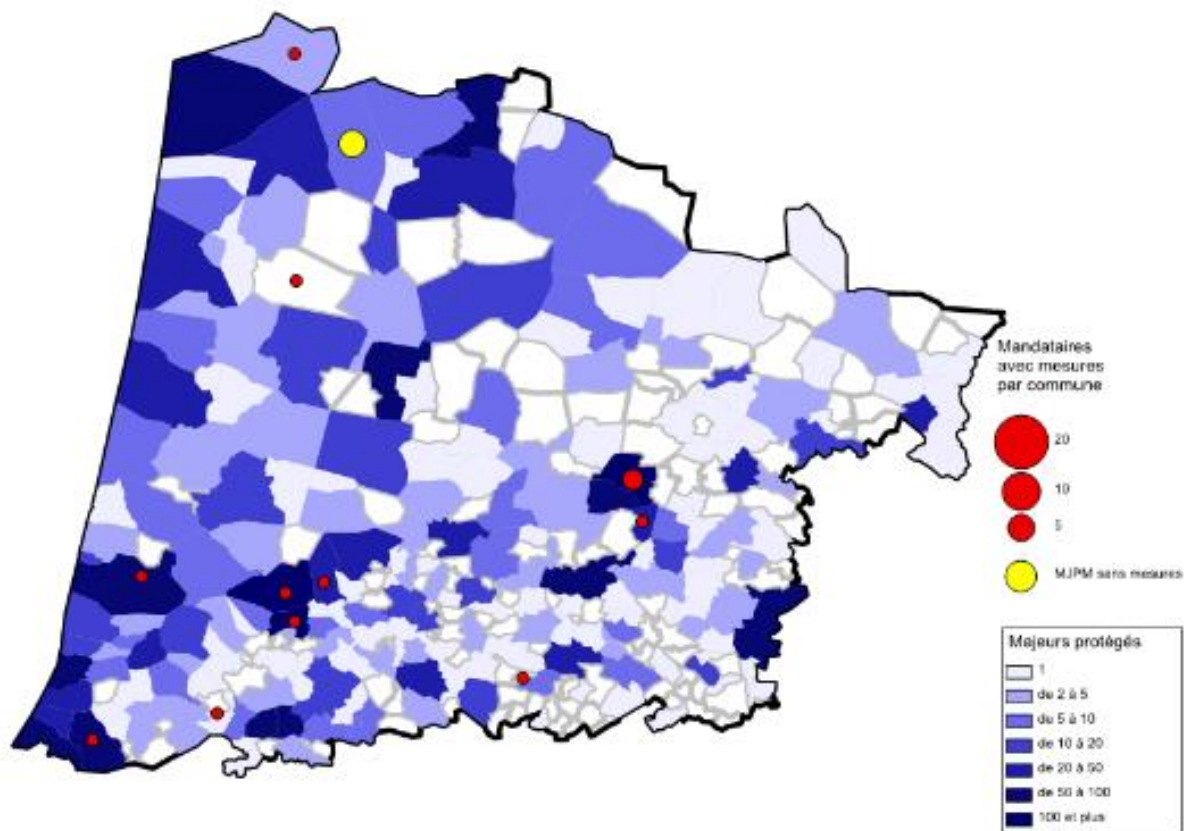 Mandataires
avec mesures
par commune
20
10
5
MJPM sans mesures
Majeurs protégés
1
de 2 à 5
de 5 à 10
de 10 à 20
de 20 à 50
de 50 à 100
100 et plus